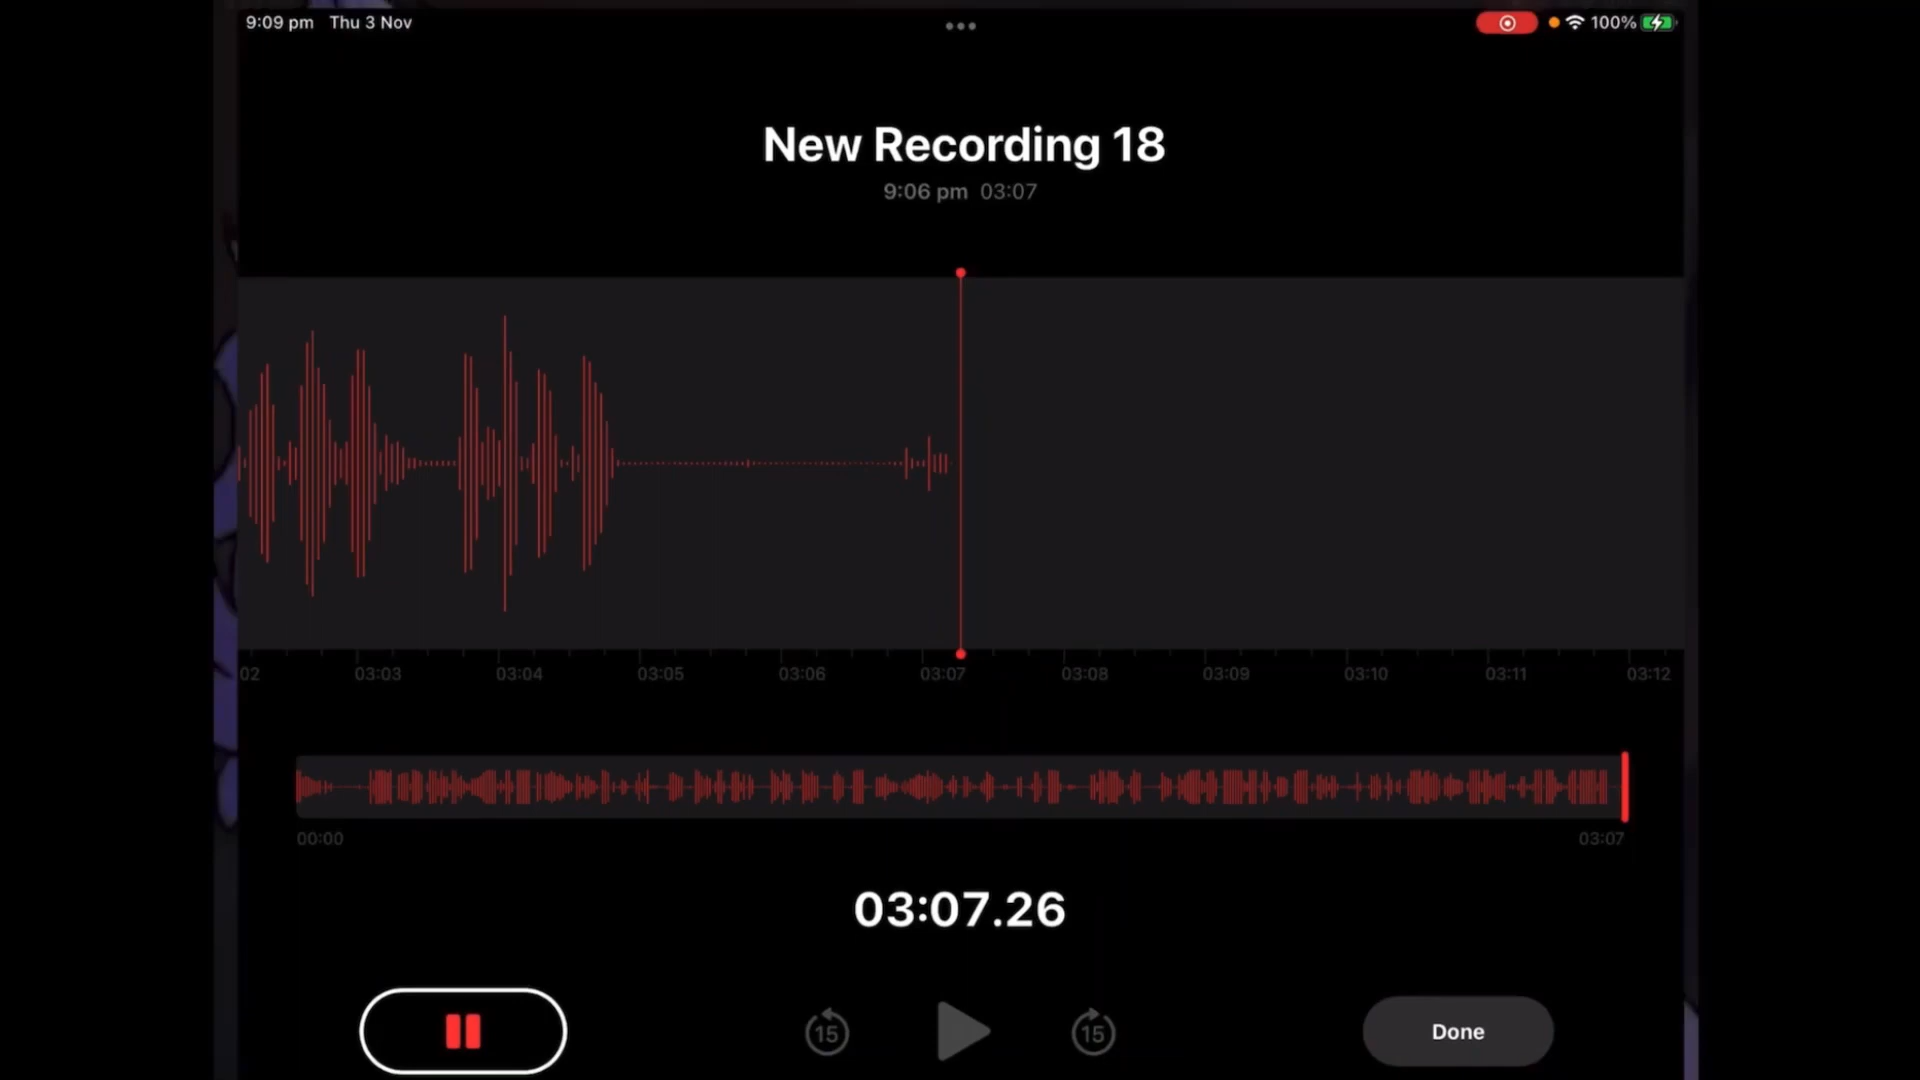 9:09 pm Thu 3 Nov
100%
New Recording 18
9:06 pm 03:07
02 03:03 03:04 03:05 03:06 03:07 03:08 03:09 03:10 03:11 03:12
00:00 03:07
03:07.26
15 15 Done